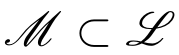 ℳ ⊂ ℒ